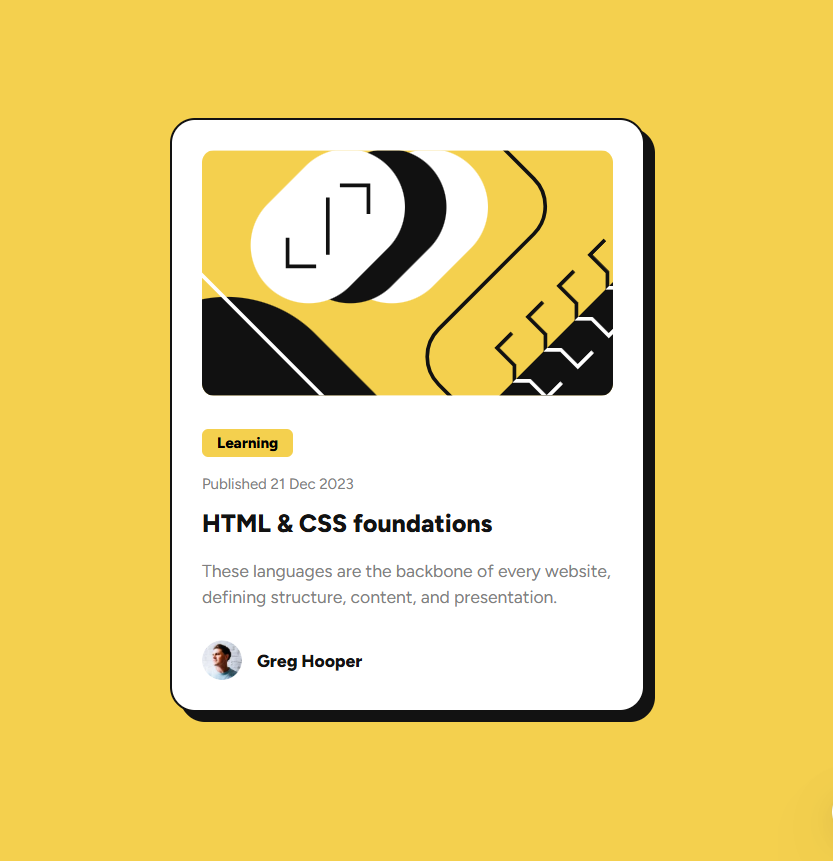 Learning
Published 21 Dec 2023
HTML & CSS foundations
These languages are the backbone of every website,
defining structure, content, and presentation.
Greg Hooper